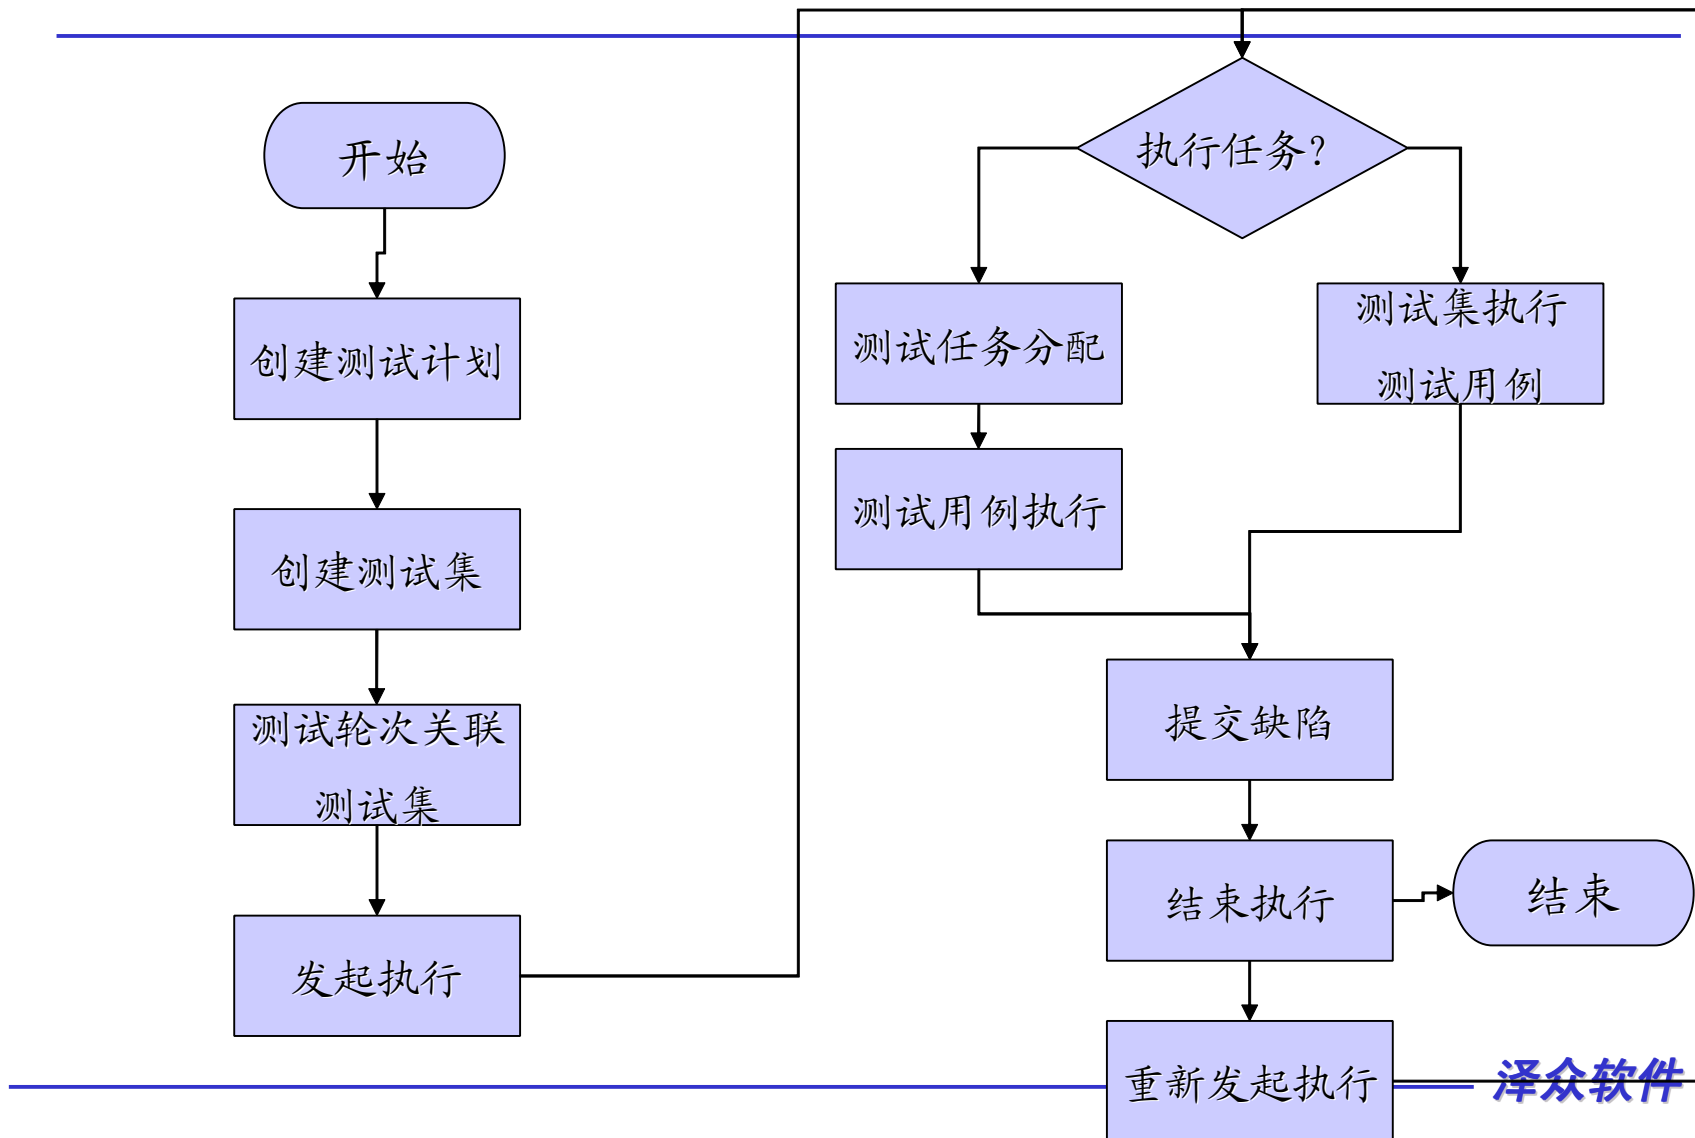 开始
创建测试计划
创建测试集
测试轮次关联
测试集
发起执行
执行任务?
测试任务分配
测试集执行
测试用例
测试用例执行
提交缺陷
结束执行
结束
重新发起执行
泽众软件